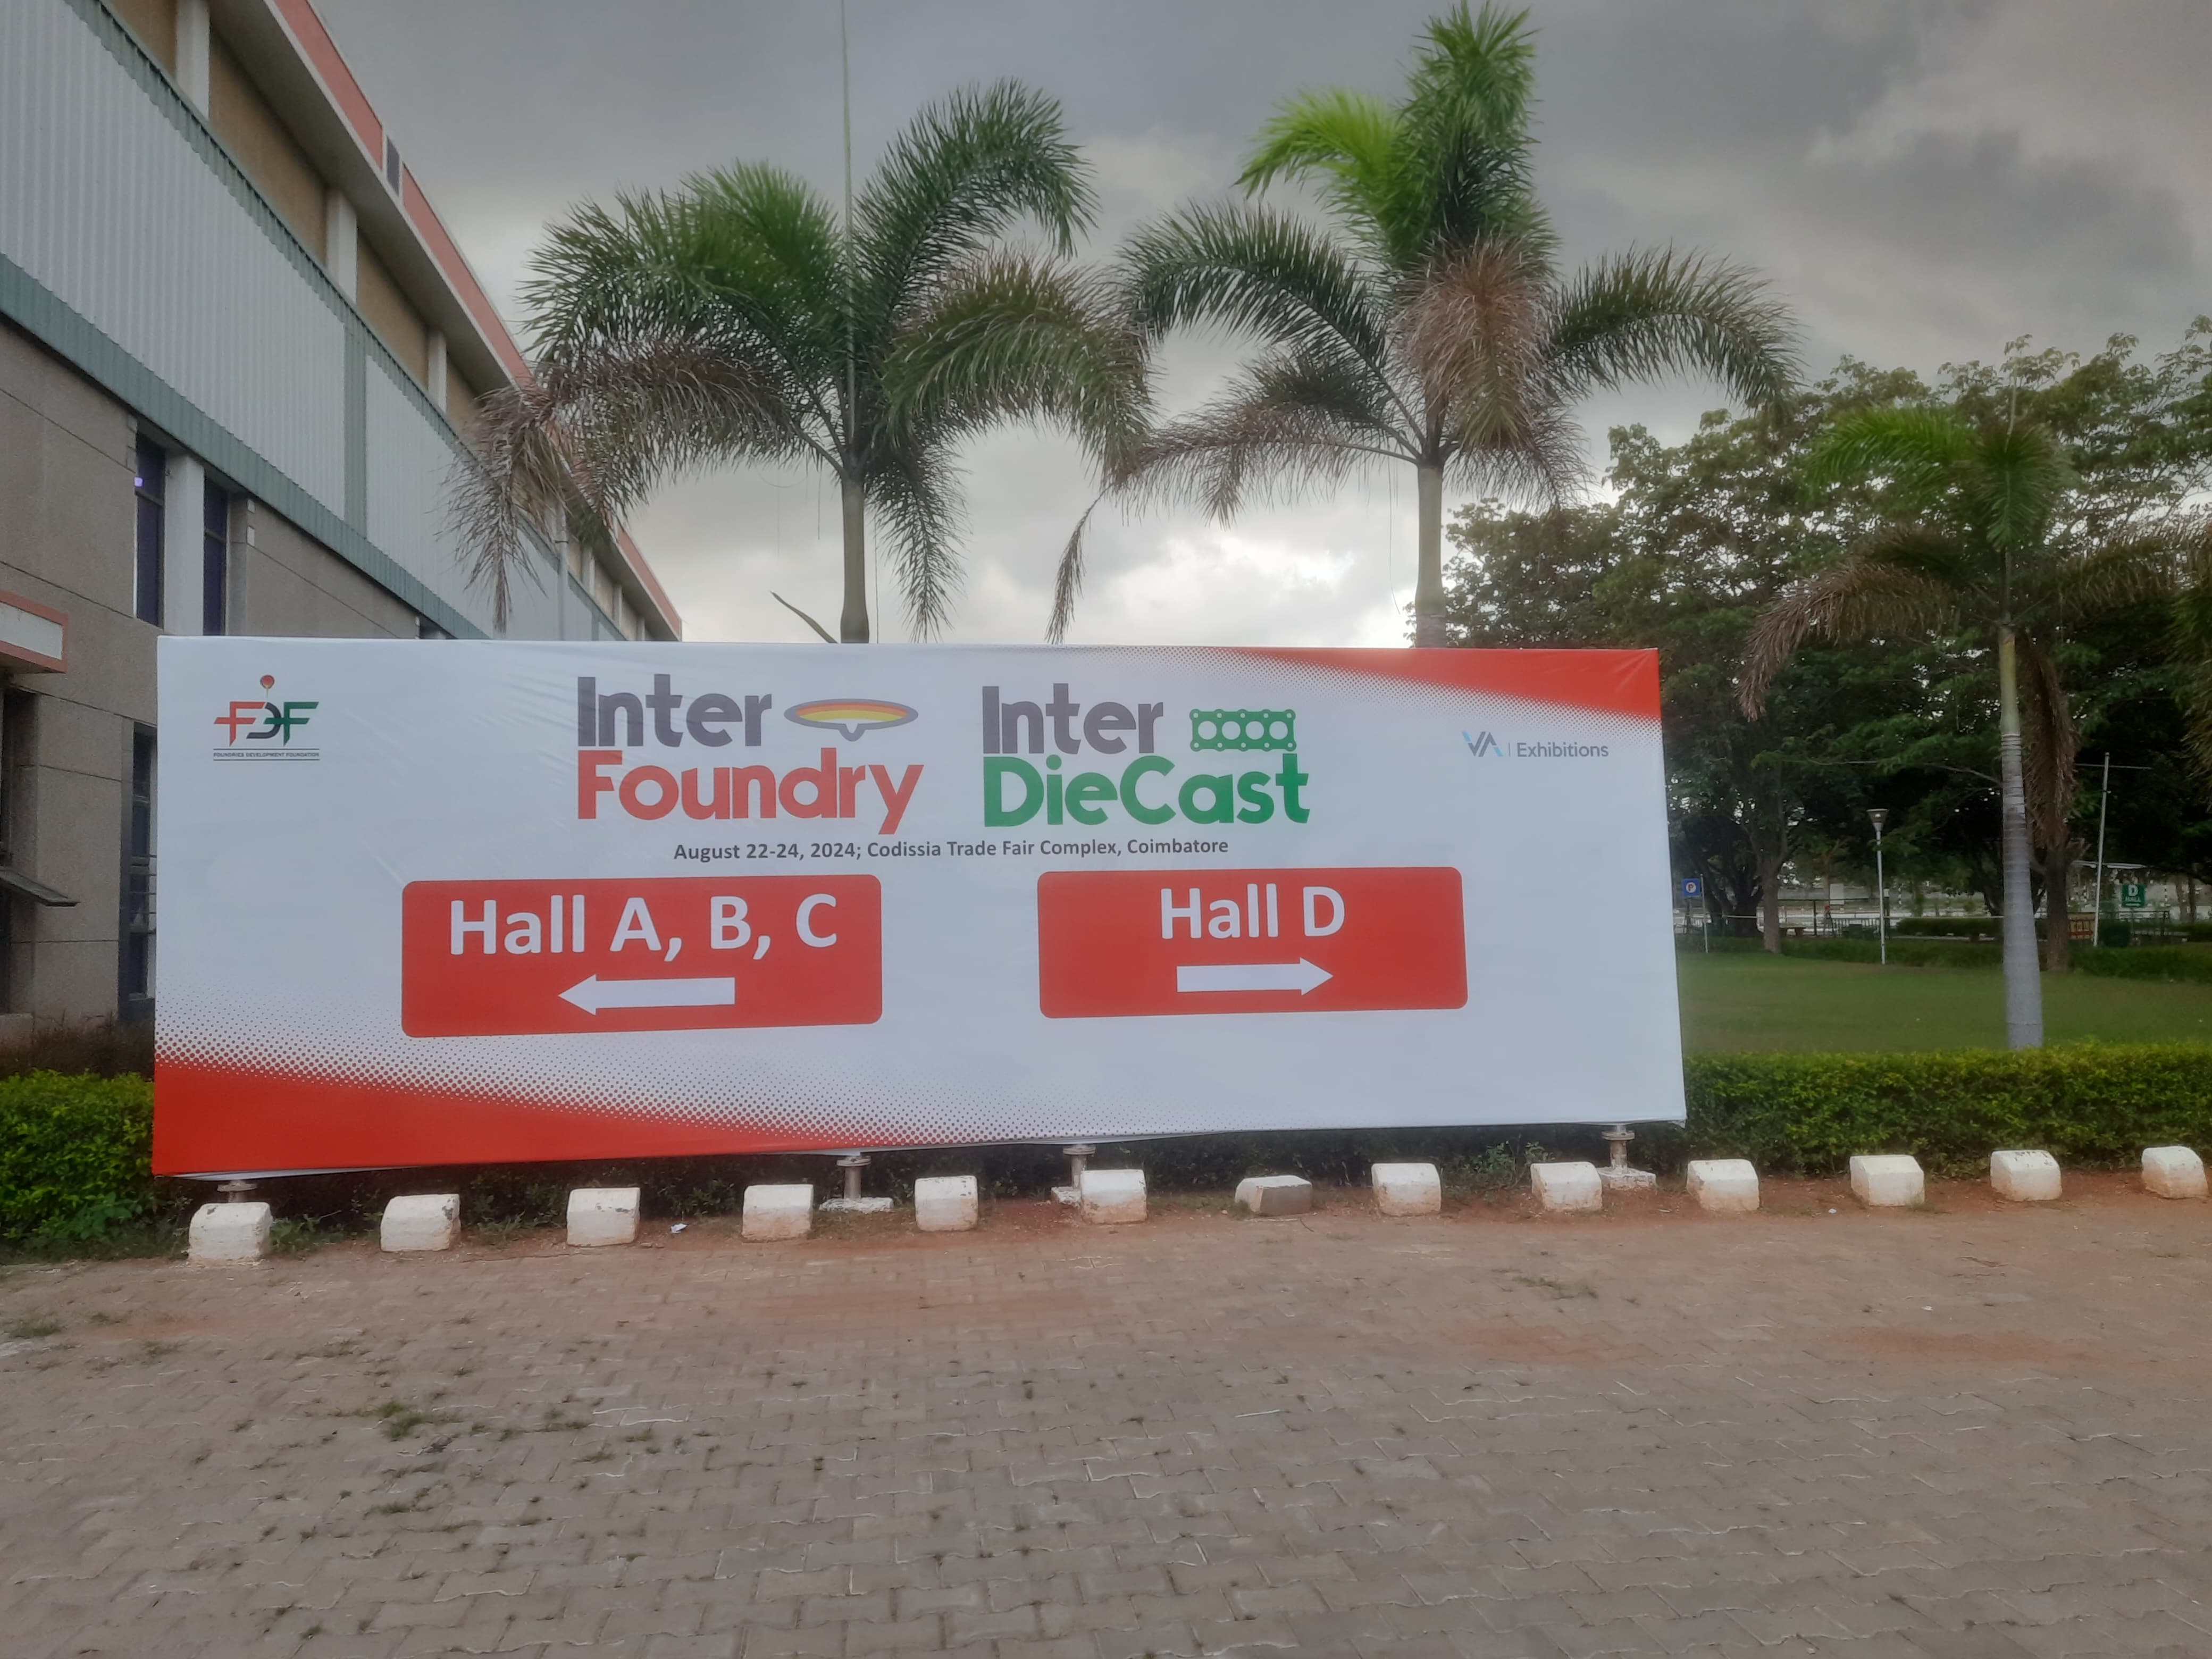 FDF
FOUNDRIES DEVELOPMENT FOUNDATION
Inter
Foundry
Inter
DieCast
VA | Exhibitions
August 22-24, 2024; Codissia Trade Fair Complex, Coimbatore
Hall A, B, C
Hall D
P
D
HALL